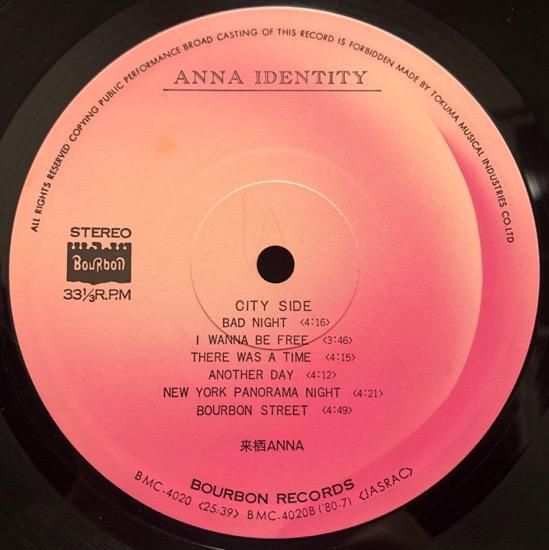 ALL RIGHTS RESERVED COPYING PUBLIC PERFORMANCE BROAD CASTING OF THIS RECORD IS FORBIDDEN MADE BY TOKUMA MUSICAL INDUSTRIES CO.LTD
ANNA IDENTITY
STEREO
BouRboN
33⅓R.P.M
CITY SIDE
BAD NIGHT <4:16>
I WANNA BE FREE <3:46>
THERE WAS A TIME <4:15>
ANOTHER DAY <4:12>
NEW YORK PANORAMA NIGHT <4:21>
BOURBON STREET <4:49>
来栖ANNA
BOURBON RECORDS
BMC-4020 <25:39> BMC-4020B ('80-7) <JASRAC>